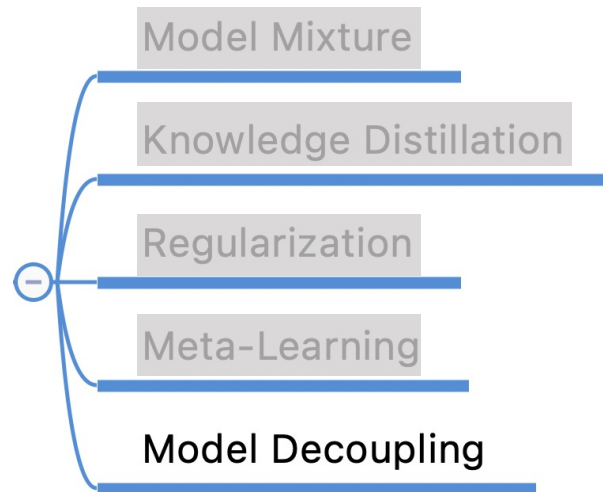 Model Mixture
Knowledge Distillation
Regularization
Meta-Learning
Model Decoupling